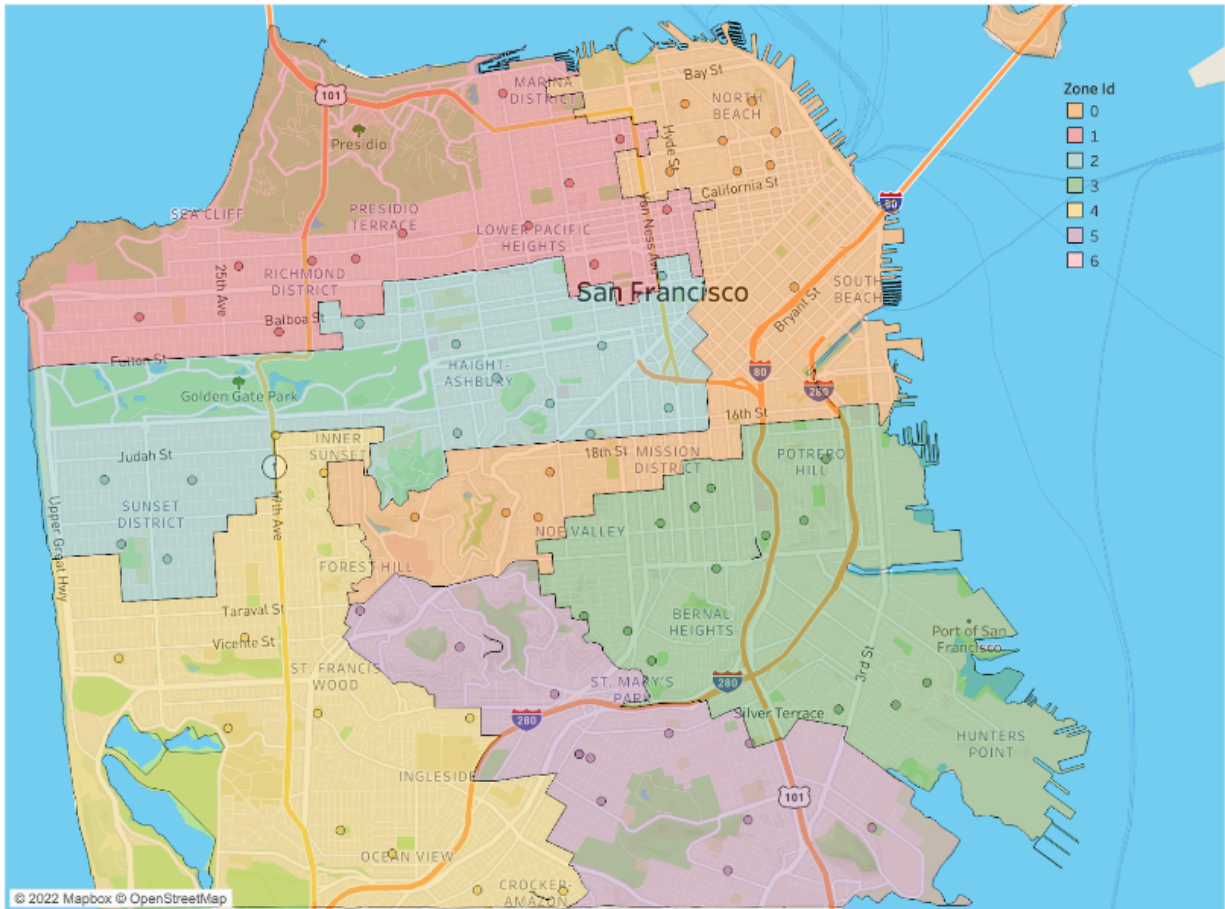 101
Presidio
SEA CLIFF
PRESIDIO
TERRACE
MARINA
DISTRICT
Bay St
NORTH
BEACH
Hyde St
California St
Van Ness Ave
LOWER PACIFIC
HEIGHTS
25th Ave
RICHMOND
DISTRICT
Balboa St
Fulton St
San Francisco
80
SOUTH
BEACH
Bryant St
80
280
Golden Gate Park
HAIGHT-
ASHBURY
16th St
Judah St
INNER
SUNSET
1
18th St
MISSION
DISTRICT
POTRERO
HILL
SUNSET
DISTRICT
Upper Great Hwy
19th Ave
NOE VALLEY
FOREST HILL
Taraval St
Vicente St
BERNAL
HEIGHTS
Port of San
Francisco
3rd St
ST. FRANCIS
WOOD
ST. MARY'S
PARK
280
280
Silver Terrace
HUNTERS
POINT
INGLESIDE
101
OCEAN VIEW
CROCKER-
AMAZON
Zone Id
0
1
2
3
4
5
6
© 2022 Mapbox © OpenStreetMap